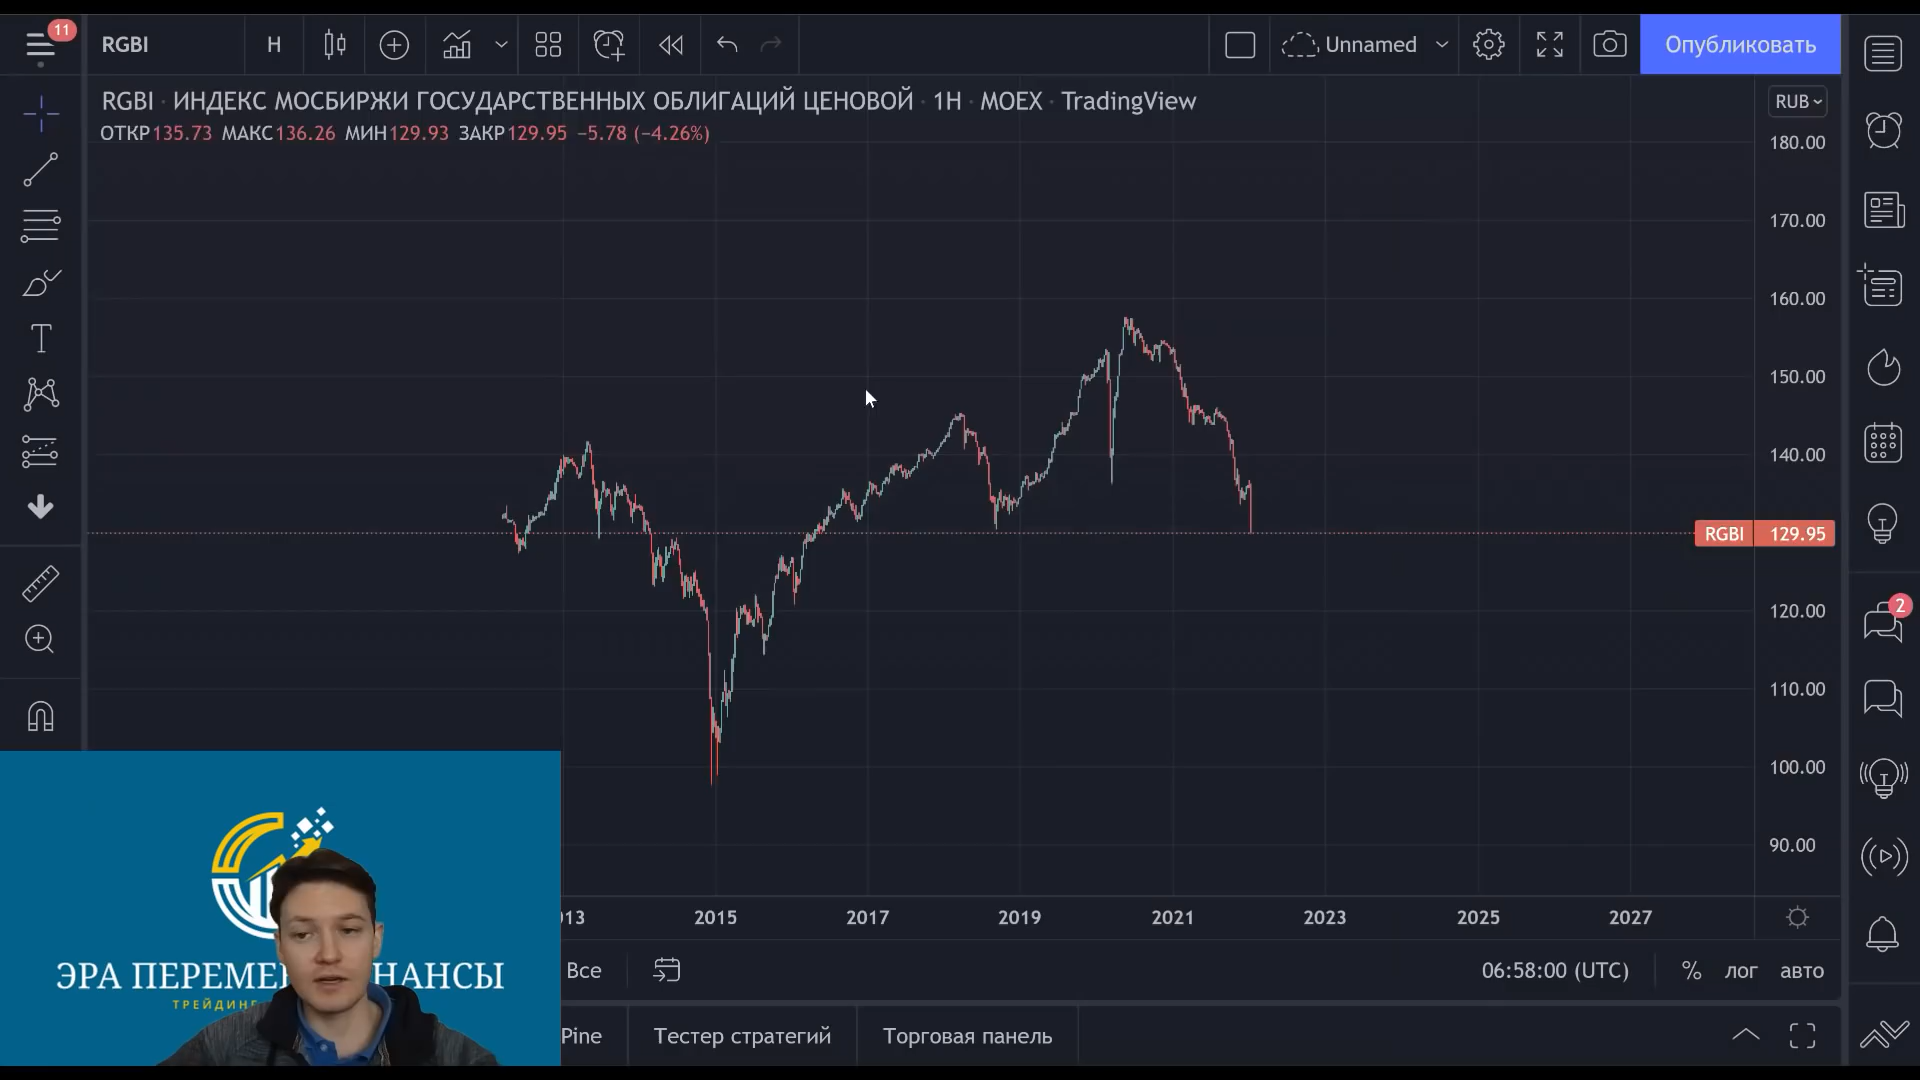 11
RGBI
Н
Unnamed
Опубликовать
RGBI · ИНДЕКС МОСБИРЖИ ГОСУДАРСТВЕННЫХ ОБЛИГАЦИЙ ЦЕНОВОЙ · 1Н · MOEX · TradingView
RUB
ОТКР135.73 МАКС136.26 МИН129.93 ЗАКР129.95 −5.78 (−4.26%)
180.00
170.00
160.00
150.00
140.00
RGBI 129.95
120.00
2
110.00
100.00
90.00
13 2015 2017 2019 2021 2023 2025 2027
Все
06:58:00 (UTC)
% лог авто
ЭРА ПЕРЕМЕ НАНСЫ
ТРЕЙДИНГ
Pine
Тестер стратегий
Торговая панель